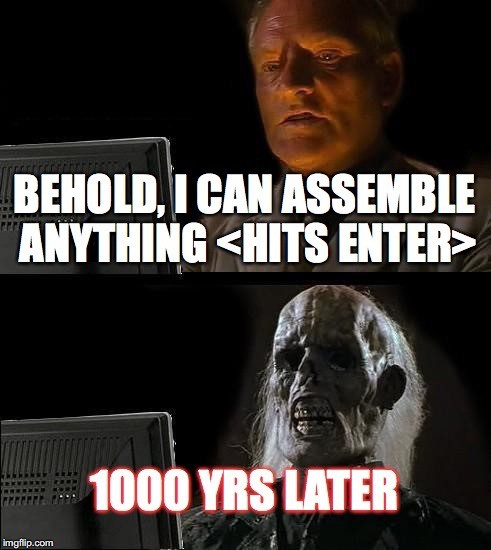 BEHOLD, I CAN ASSEMBLE
ANYTHING <HITS ENTER>
1000 YRS LATER
imgflip.com